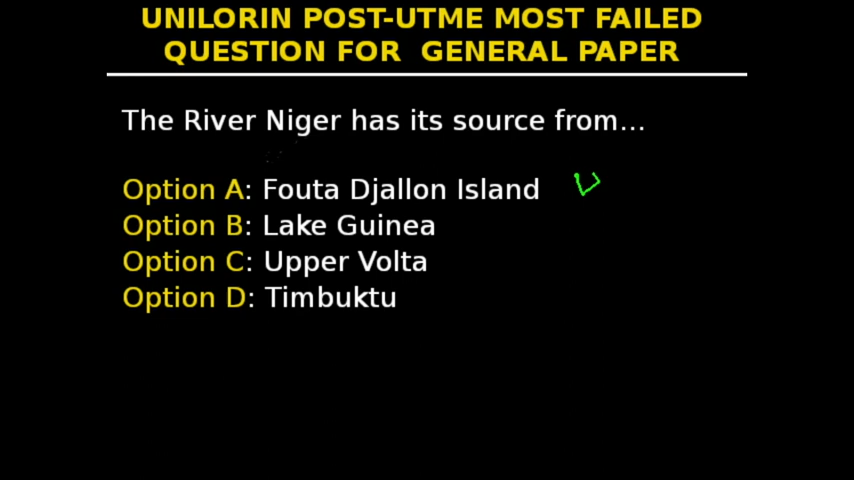 UNILORIN POST-UTME MOST FAILED
QUESTION FOR GENERAL PAPER
The River Niger has its source from...
Option A: Fouta Djallon Island
Option B: Lake Guinea
Option C: Upper Volta
Option D: Timbuktu